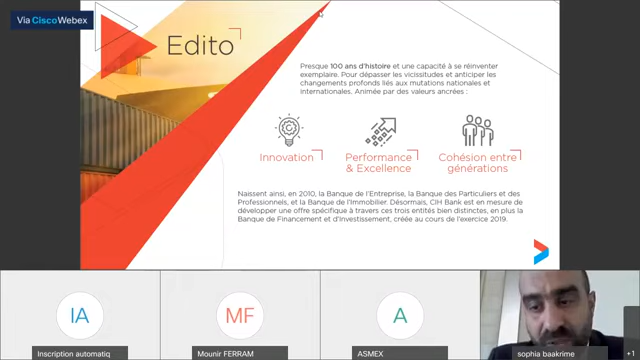 Via CiscoWebex
Edito
Presque 100 ans d'histoire et une capacité à se réinventer
exemplaire. Pour dépasser les vicissitudes et anticiper les
changements profonds liés aux mutations nationales et
internationales. Animée par des valeurs ancrées :
Innovation
Performance
& Excellence
Cohésion entre
générations
Naissent ainsi, en 2010, la Banque de l'Entreprise, la Banque des Particuliers et des
Professionnels, et la Banque de l'Immobilier. Désormais, CIH Bank est en mesure de
développer une offre spécifique à travers ces trois entités bien distinctes, en plus la
Banque de Financement et d'Investissement, créée au cours de l'exercice 2019.
IA
MF
A
Inscription automatiq
Mounir FERRAM
ASMEX
sophia baakrime
+1